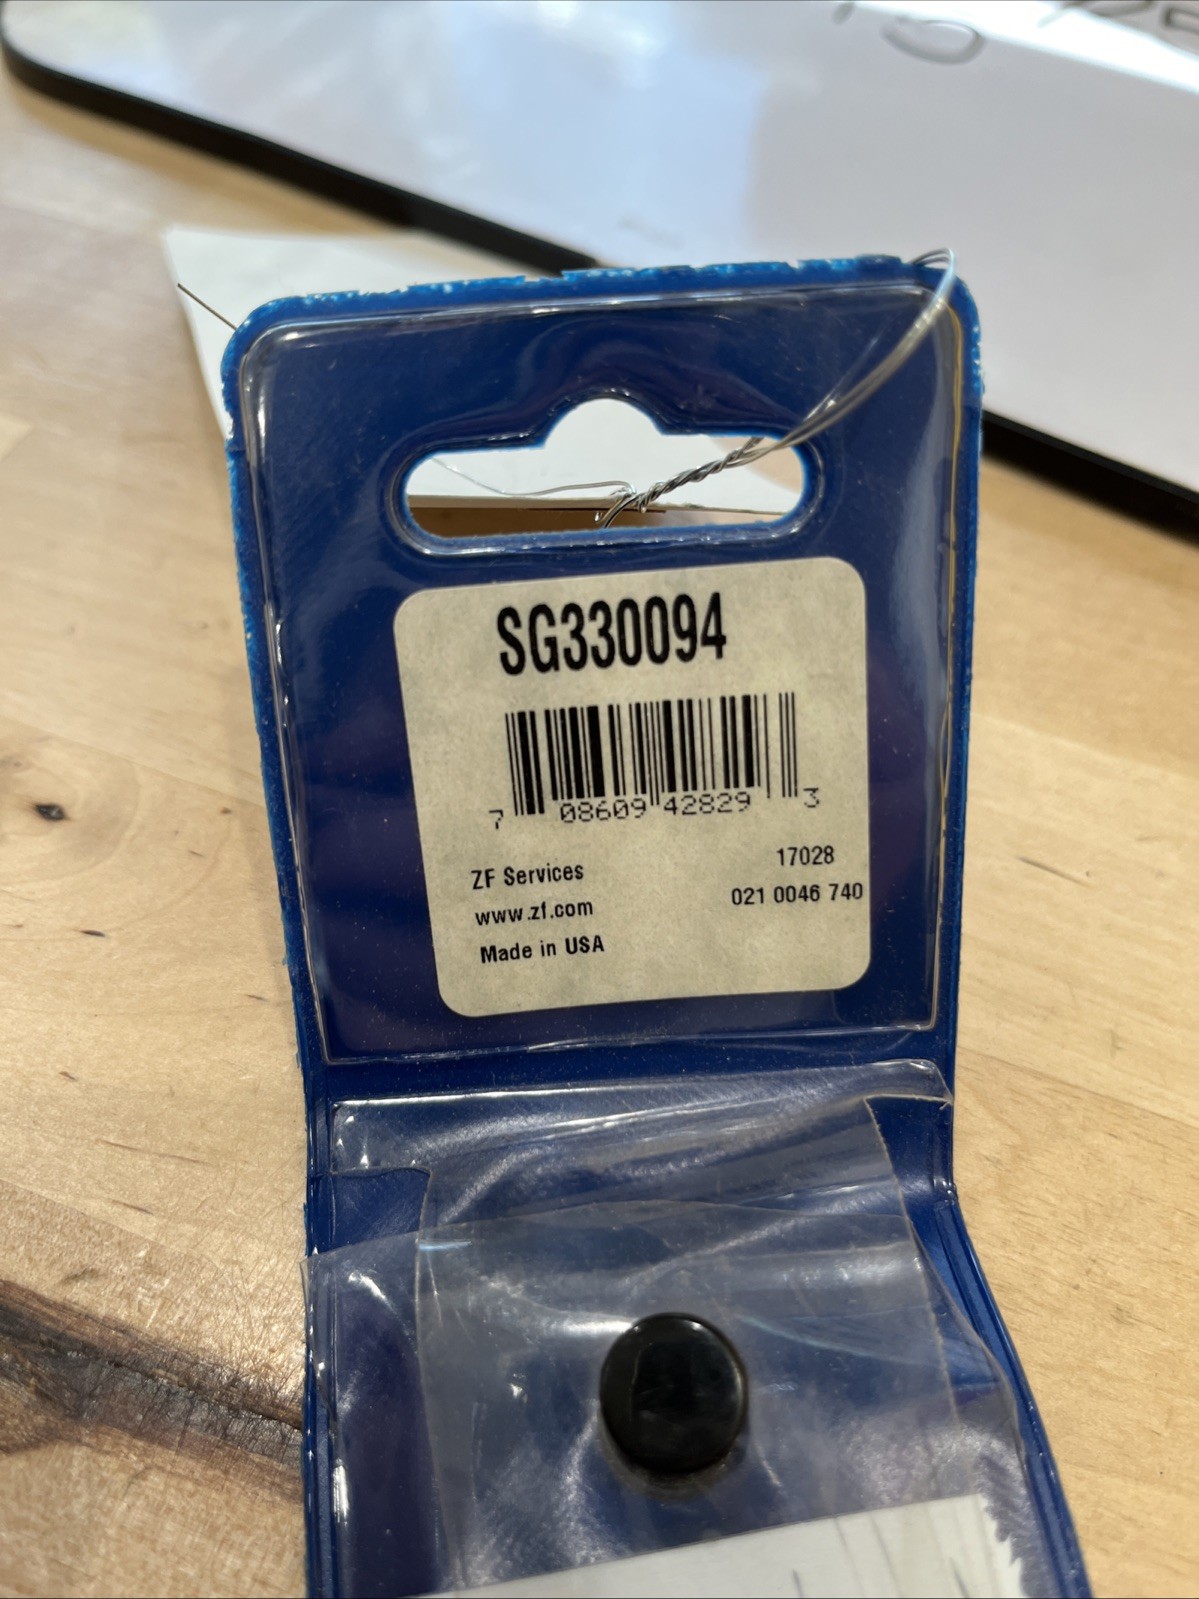 SG330094
7 08609 42829 3
ZF Services
17028
www.zf.com
021 0046 740
Made in USA